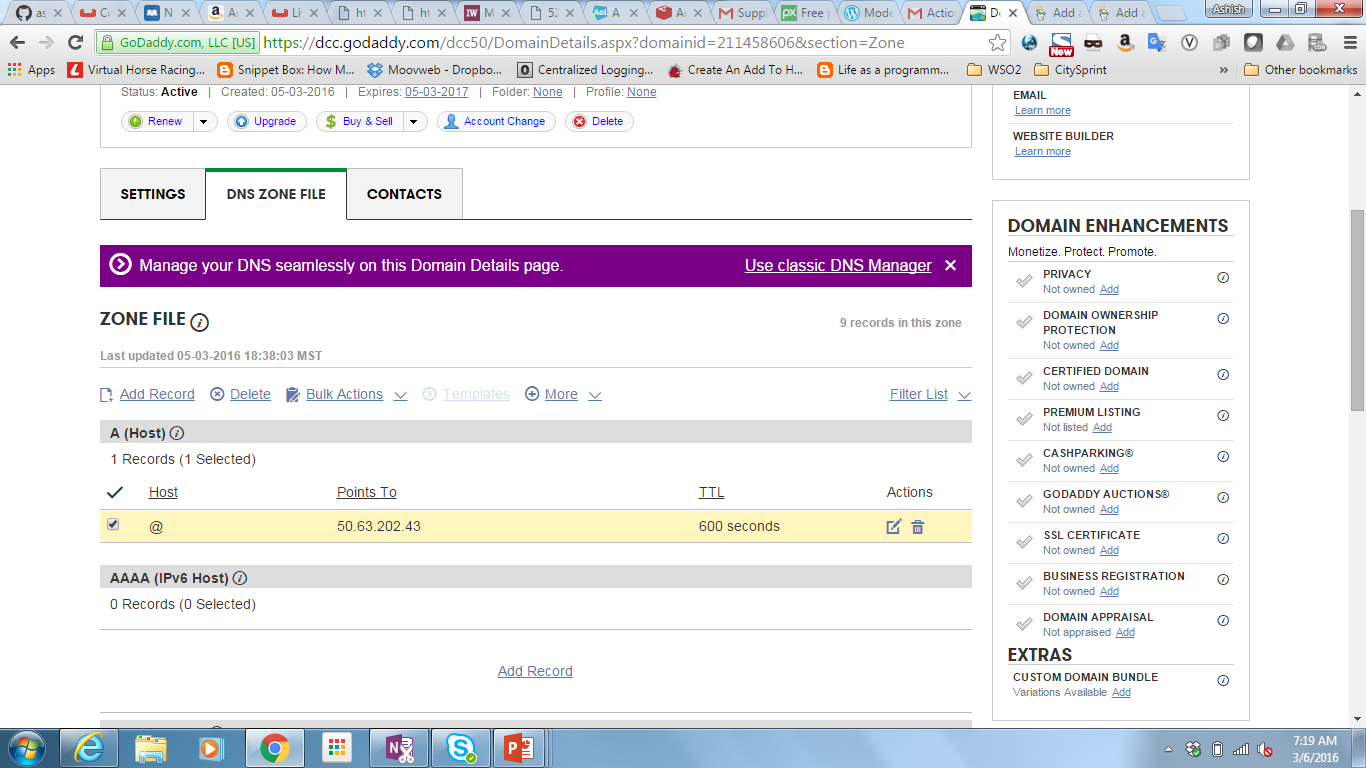 as
Co
N
A
Li
ht
ht
IW M
52
Aol A
A
Supp
px Free p
Mode
Actio
Do
Add a
Add a
Ashish
GoDaddy.com, LLC [US] https://dcc.godaddy.com/dcc50/DomainDetails.aspx?domainid=211458606&section=Zone
New
Apps Virtual Horse Racing... Snippet Box: How M... Moovweb - Dropbo... Centralized Logging... Create An Add To H... Life as a programm... WSO2 CitySprint » Other bookmarks
Status: Active | Created: 05-03-2016 | Expires: 05-03-2017 | Folder: None | Profile: None
Renew Upgrade Buy & Sell Account Change Delete
SETTINGS DNS ZONE FILE CONTACTS
Manage your DNS seamlessly on this Domain Details page. Use classic DNS Manager
ZONE FILE
9 records in this zone
Last updated 05-03-2016 18:38:03 MST
Add Record Delete Bulk Actions Templates More Filter List
A (Host)
1 Records (1 Selected)
Host Points To TTL Actions
@ 50.63.202.43 600 seconds
AAAA (IPv6 Host)
0 Records (0 Selected)
Add Record
EMAIL
Learn more
WEBSITE BUILDER
Learn more
DOMAIN ENHANCEMENTS
Monetize. Protect. Promote.
PRIVACY
Not owned Add
DOMAIN OWNERSHIP
PROTECTION
Not owned Add
CERTIFIED DOMAIN
Not owned Add
PREMIUM LISTING
Not listed Add
CASHPARKING®
Not owned Add
GODADDY AUCTIONS®
Not owned Add
SSL CERTIFICATE
Not owned Add
BUSINESS REGISTRATION
Not owned Add
DOMAIN APPRAISAL
Not appraised Add
EXTRAS
CUSTOM DOMAIN BUNDLE
Variations Available Add
7:19 AM
3/6/2016